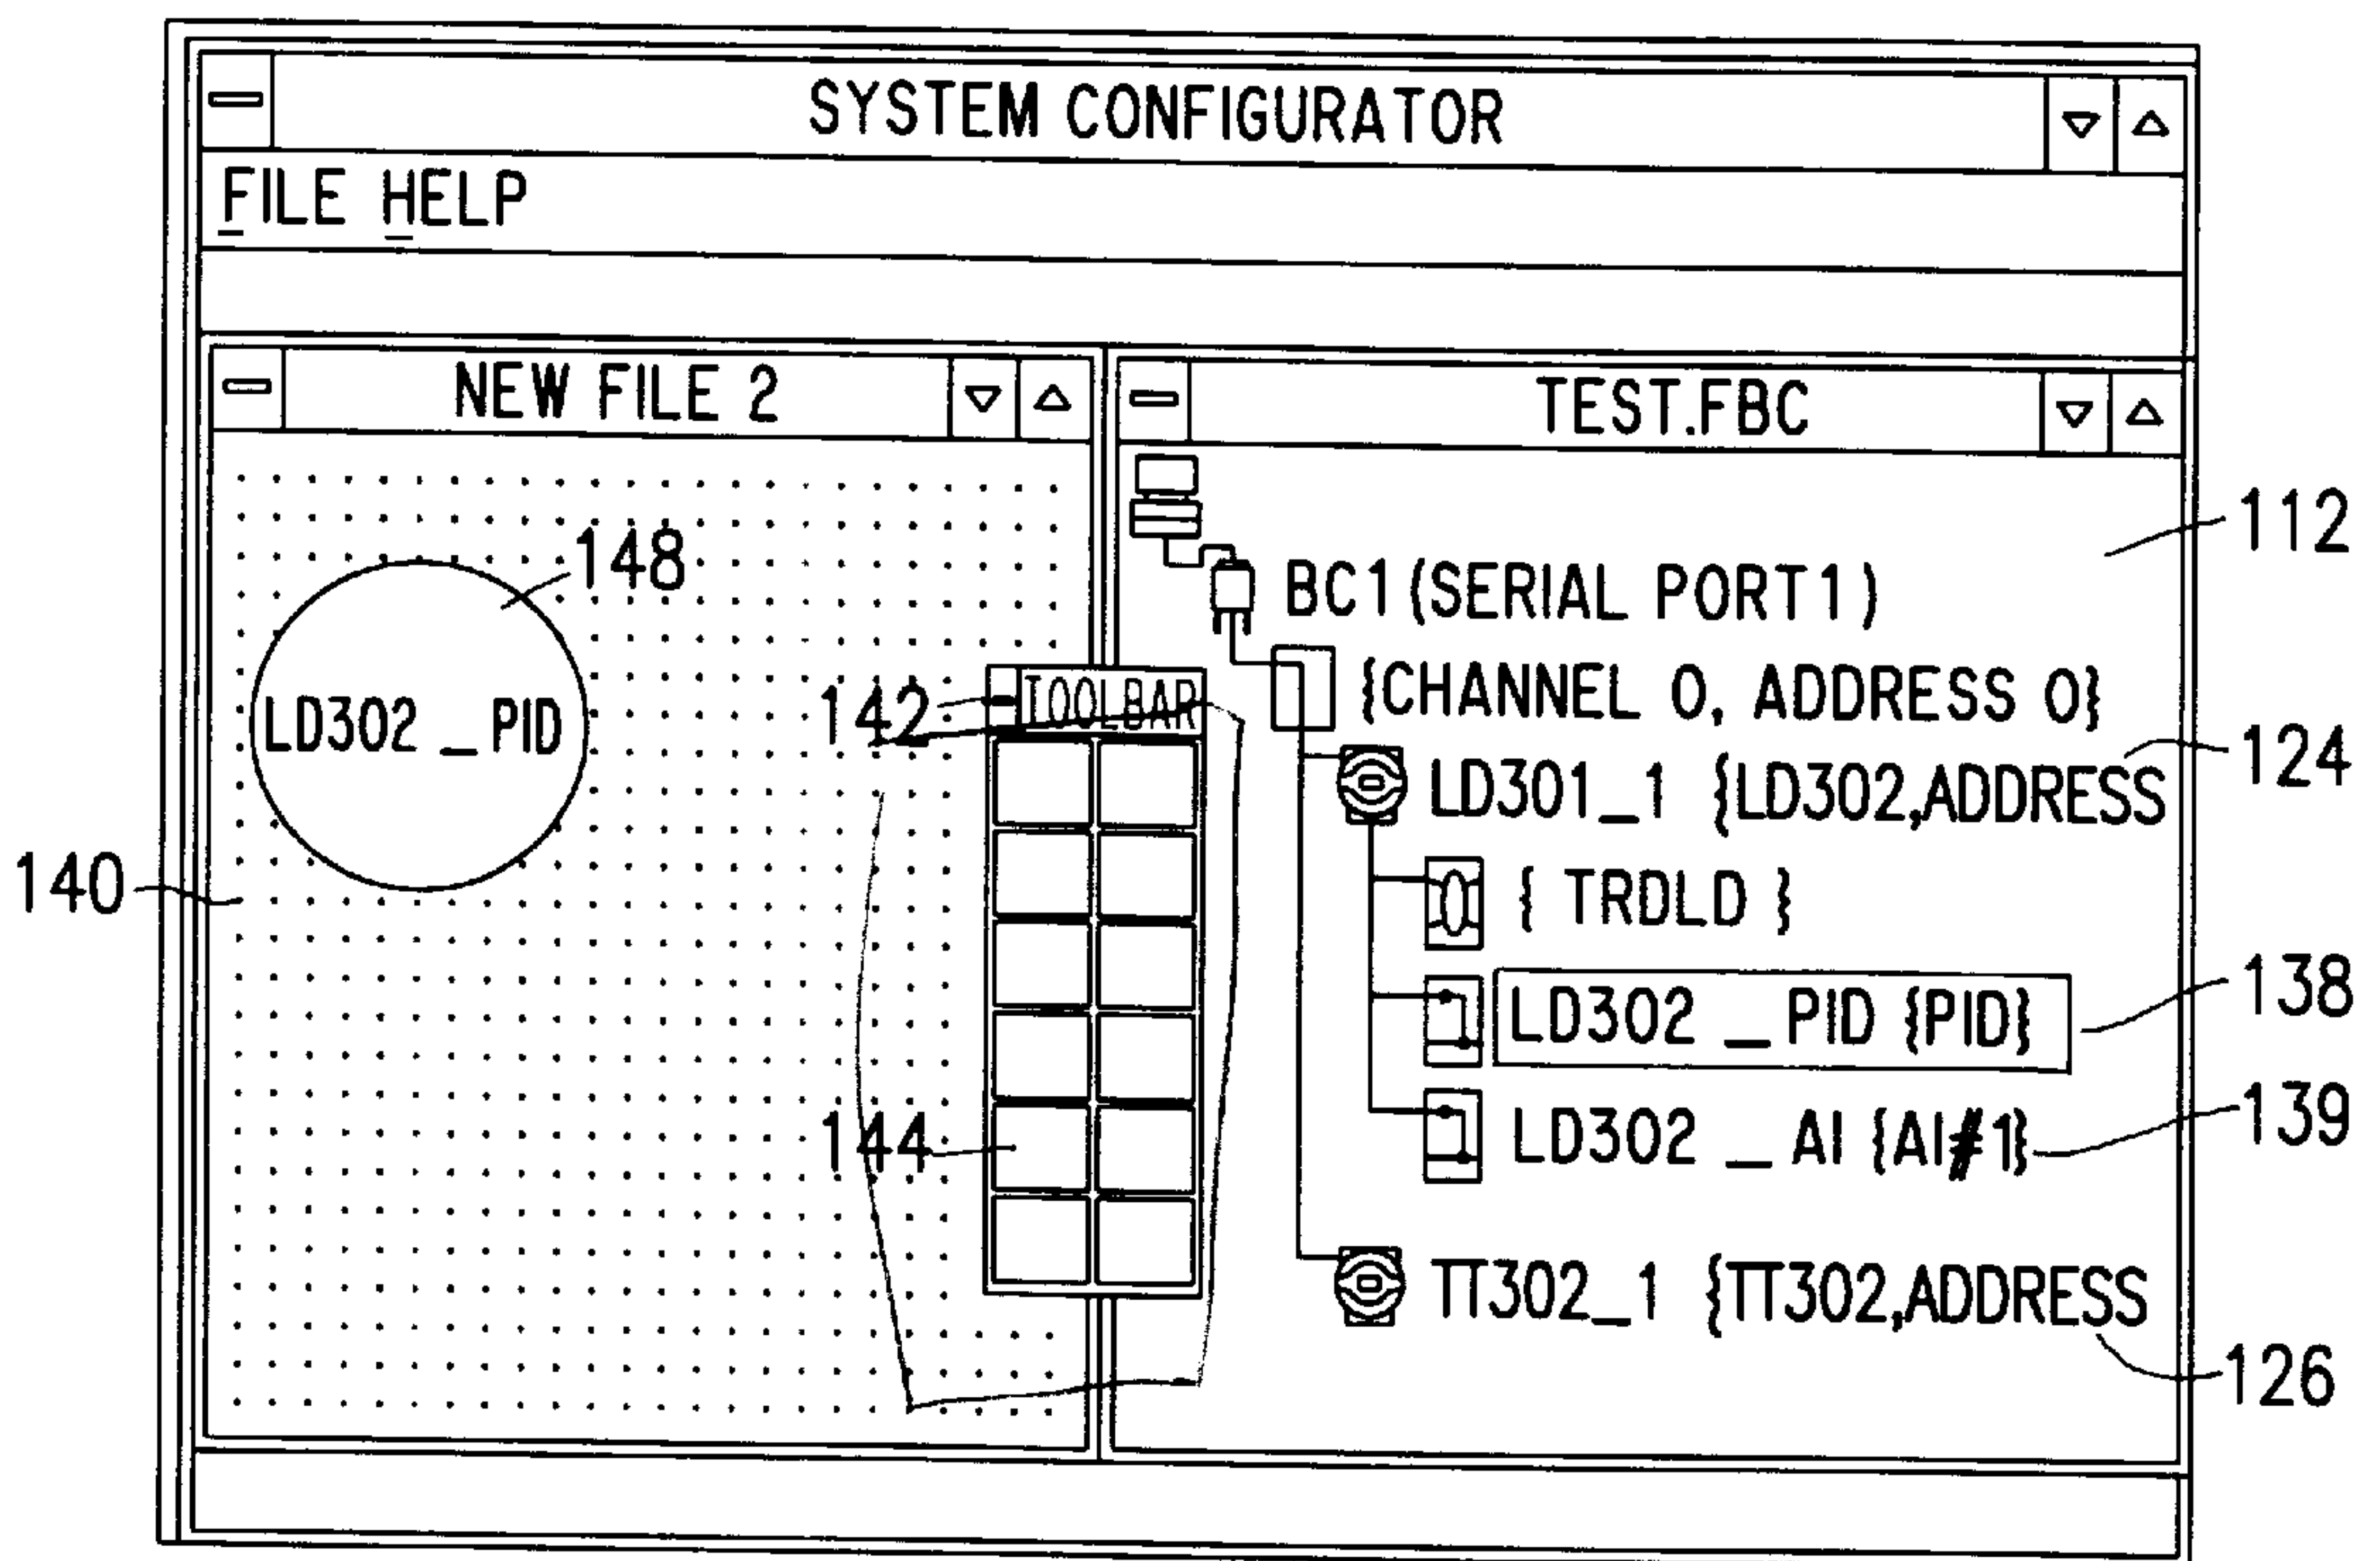 SYSTEM CONFIGURATOR
FILE HELP
NEW FILE 2
TEST.FBC
112
148
BC1 (SERIAL PORT 1)
{CHANNEL 0, ADDRESS 0}
142
TOOLBAR
LD302 _ PID
124
LD301_1 {LD302,ADDRESS
140
{ TRDLD }
138
LD302 _ PID {PID}
139
144
LD302 _ AI {AI#1}
TT302_1 {TT302,ADDRESS
126